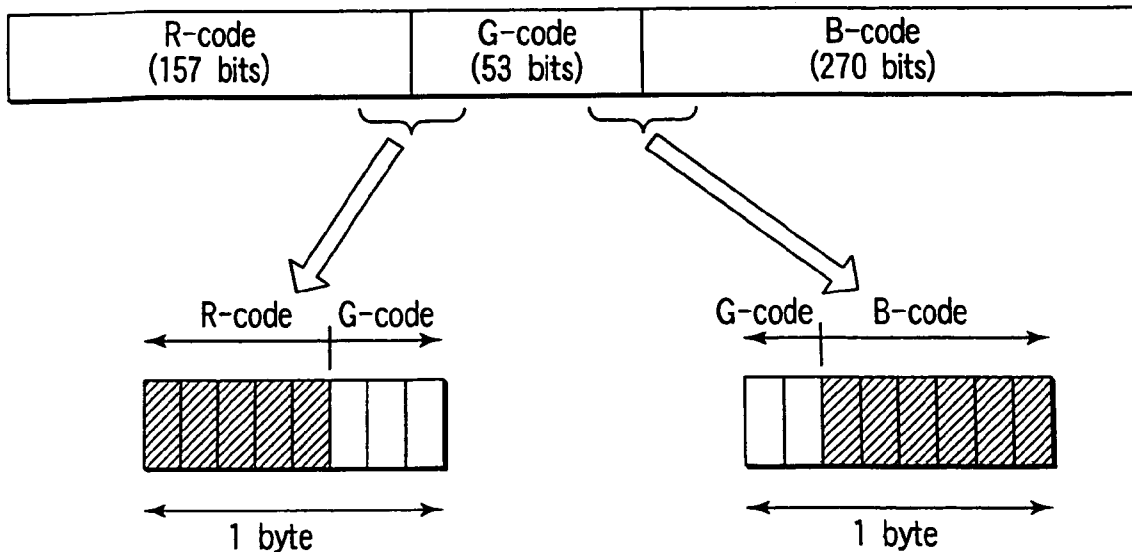 R-code
(157 bits)
G-code
(53 bits)
B-code
(270 bits)
R-code
G-code
1 byte
G-code
B-code
1 byte